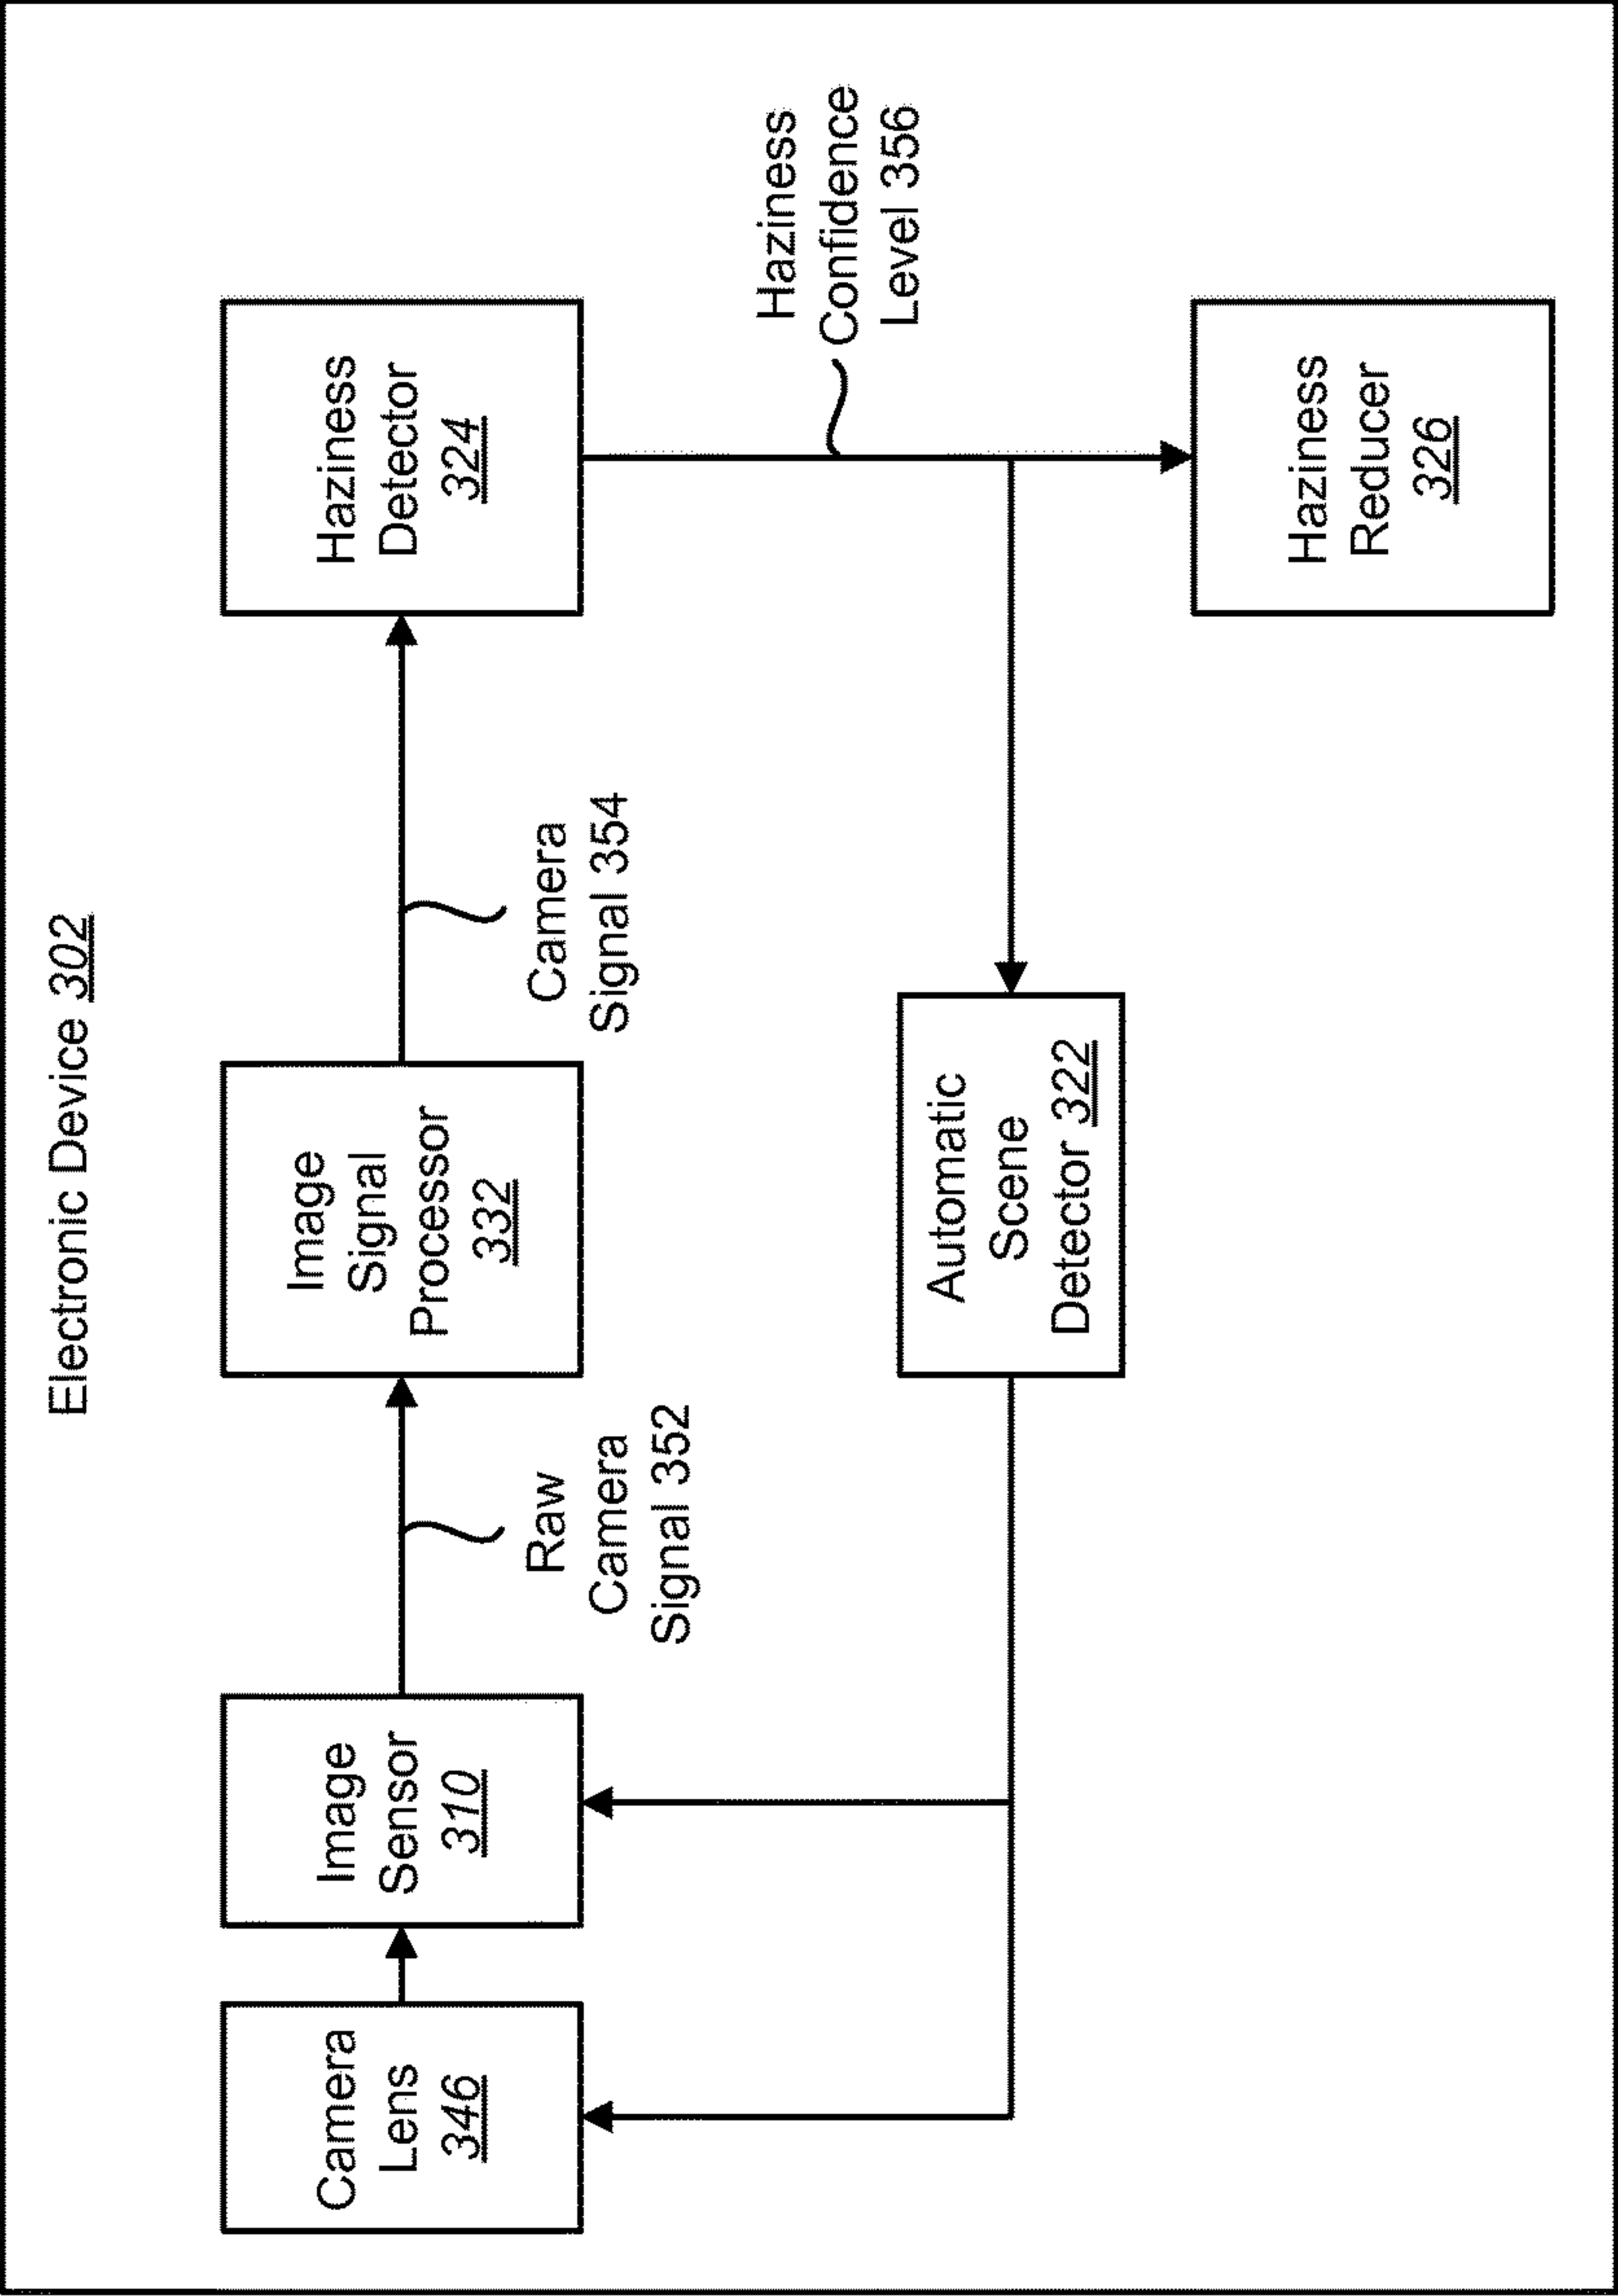 Electronic Device 302
Camera
Lens
346
Image
Sensor
310
Raw
Camera
Signal 352
Image
Signal
Processor
332
Camera
Signal 354
Haziness
Detector
324
Haziness
Confidence
Level 356
Automatic
Scene
Detector 322
Haziness
Reducer
326